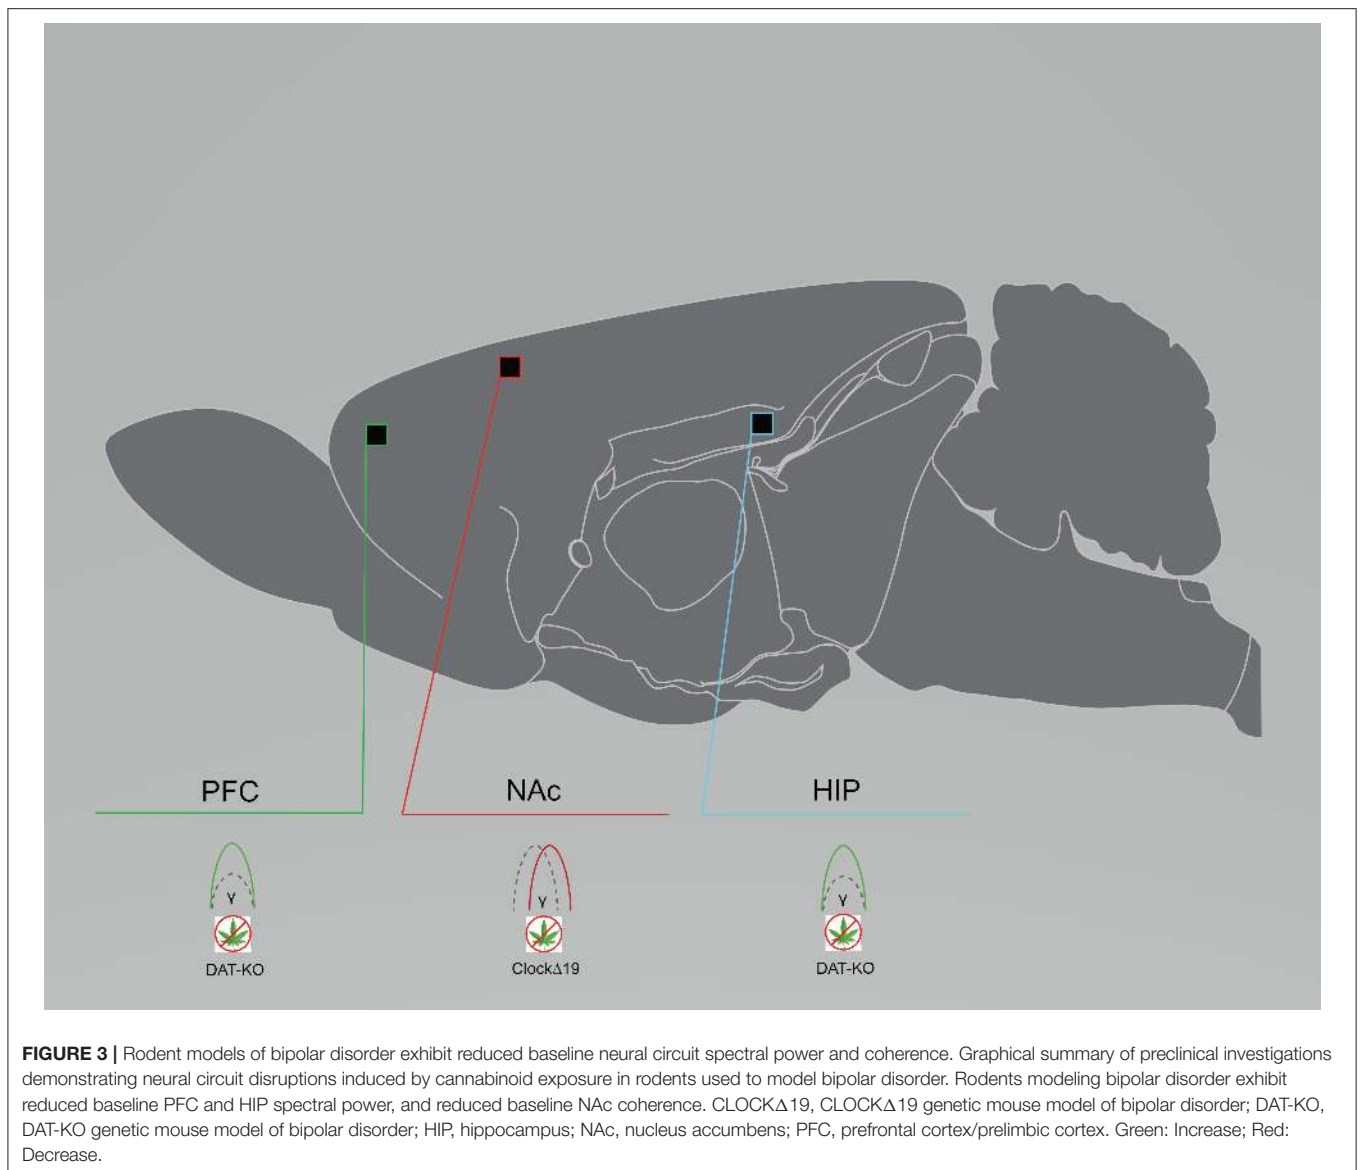 PFC
NAc
HIP
γ
γ
γ
DAT-KO
ClockΔ19
DAT-KO
FIGURE 3 | Rodent models of bipolar disorder exhibit reduced baseline neural circuit spectral power and coherence. Graphical summary of preclinical investigations
demonstrating neural circuit disruptions induced by cannabinoid exposure in rodents used to model bipolar disorder. Rodents modeling bipolar disorder exhibit
reduced baseline PFC and HIP spectral power, and reduced baseline NAc coherence. CLOCKΔ19, CLOCKΔ19 genetic mouse model of bipolar disorder; DAT-KO,
DAT-KO genetic mouse model of bipolar disorder; HIP, hippocampus; NAc, nucleus accumbens; PFC, prefrontal cortex/prelimbic cortex. Green: Increase; Red:
Decrease.